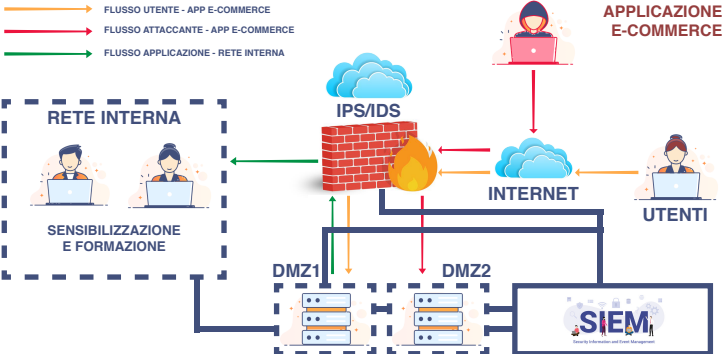 FLUSSO UTENTE - APP E-COMMERCE
FLUSSO ATTACCANTE - APP E-COMMERCE
FLUSSO APPLICAZIONE - RETE INTERNA
APPLICAZIONE
E-COMMERCE
IPS/IDS
RETE INTERNA
INTERNET
UTENTI
SENSIBILIZZAZIONE
E FORMAZIONE
DMZ1
DMZ2
SIEM
Security Information and Event Management